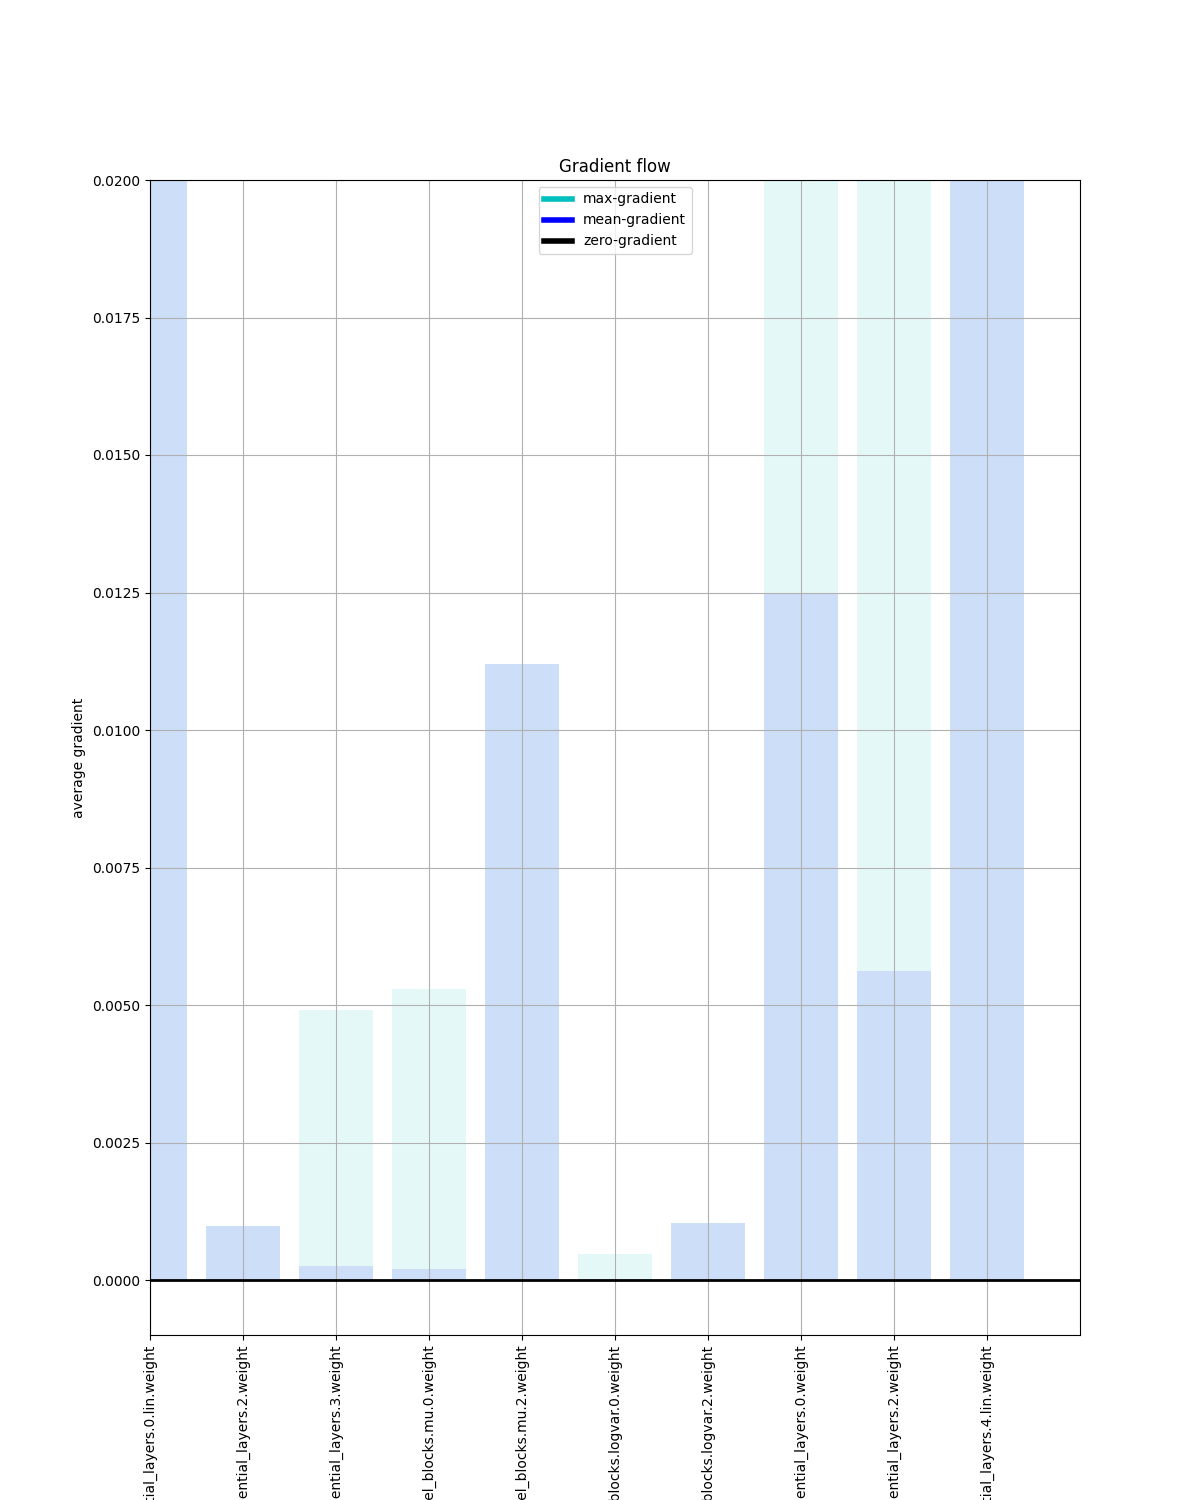 Gradient flow
max-gradient
mean-gradient
zero-gradient
0.0200
0.0175
0.0150
0.0125
0.0100
0.0075
0.0050
0.0025
0.0000
average gradient
tial_layers.0.lin.weight
ential_layers.2.weight
ential_layers.3.weight
el_blocks.mu.0.weight
el_blocks.mu.2.weight
blocks.logvar.0.weight
blocks.logvar.2.weight
ential_layers.0.weight
ential_layers.2.weight
tial_layers.4.lin.weight